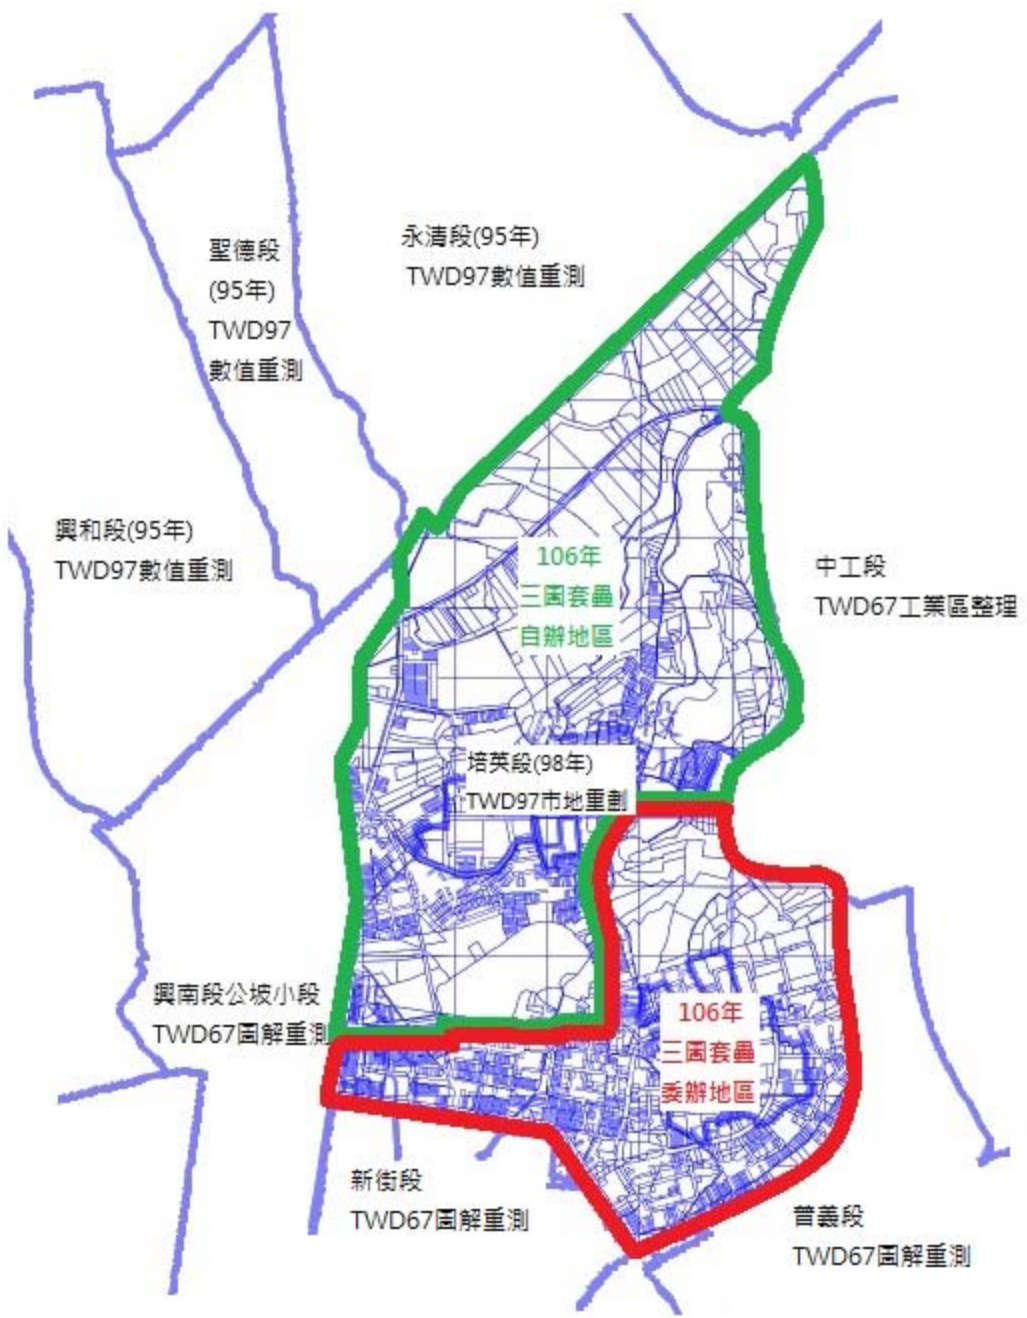 聖德段
(95年)
TWD97
數值重測
永清段(95年)
TWD97數值重測
興和段(95年)
TWD97數值重測
106年
三圖套疊
自辦地區
中工段
TWD67工業區整理
培英段(98年)
TWD97市地重劃
興南段公坡小段
TWD67圖解重測
106年
三圖套疊
委辦地區
新街段
TWD67圖解重測
普義段
TWD67圖解重測